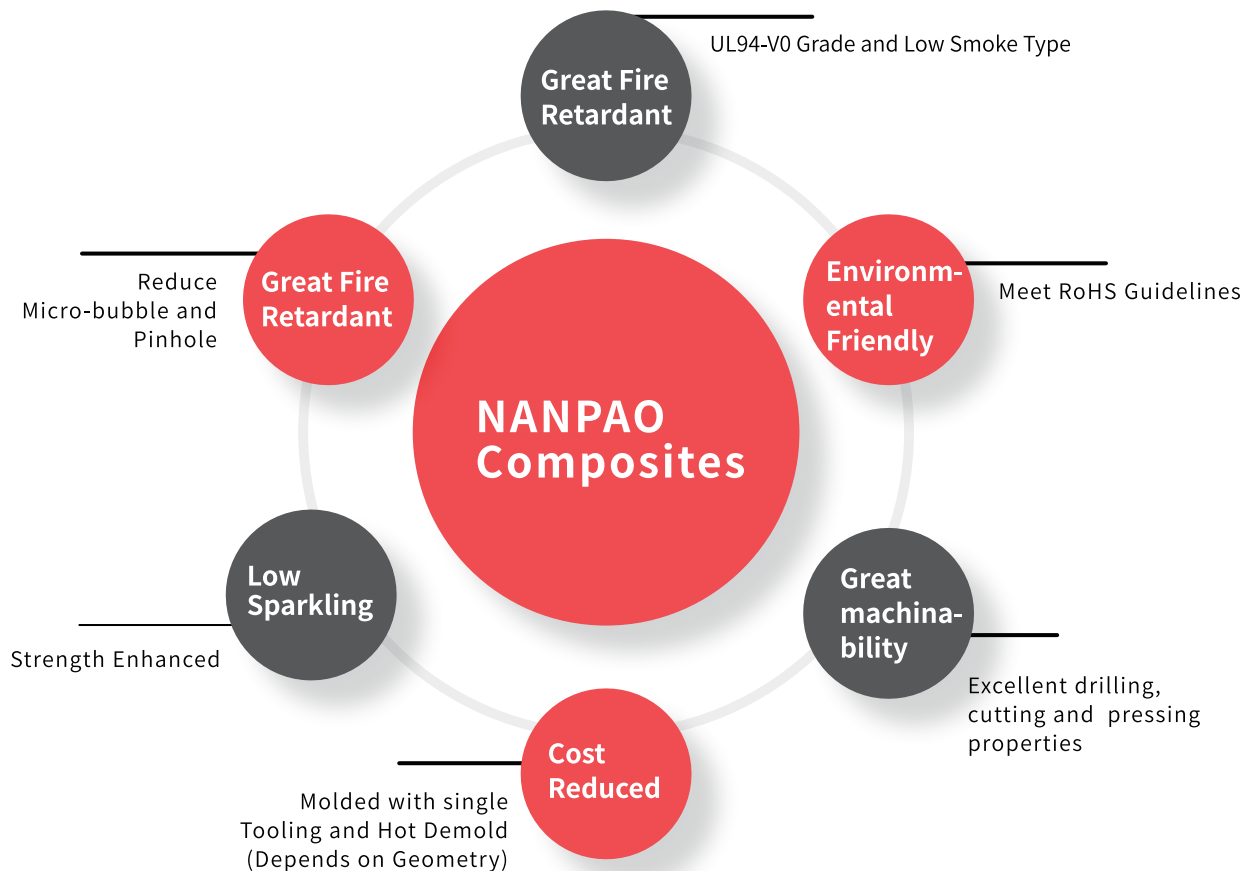 Great Fire
Retardant
UL94-V0 Grade and Low Smoke Type
Environm-
ental
Friendly
Meet RoHS Guidelines
Great
machina-
bility
Excellent drilling,
cutting and pressing
properties
Cost
Reduced
Molded with single
Tooling and Hot Demold
(Depends on Geometry)
Low
Sparkling
Strength Enhanced
Great Fire
Retardant
Reduce
Micro-bubble and
Pinhole
NANPAO
Composites